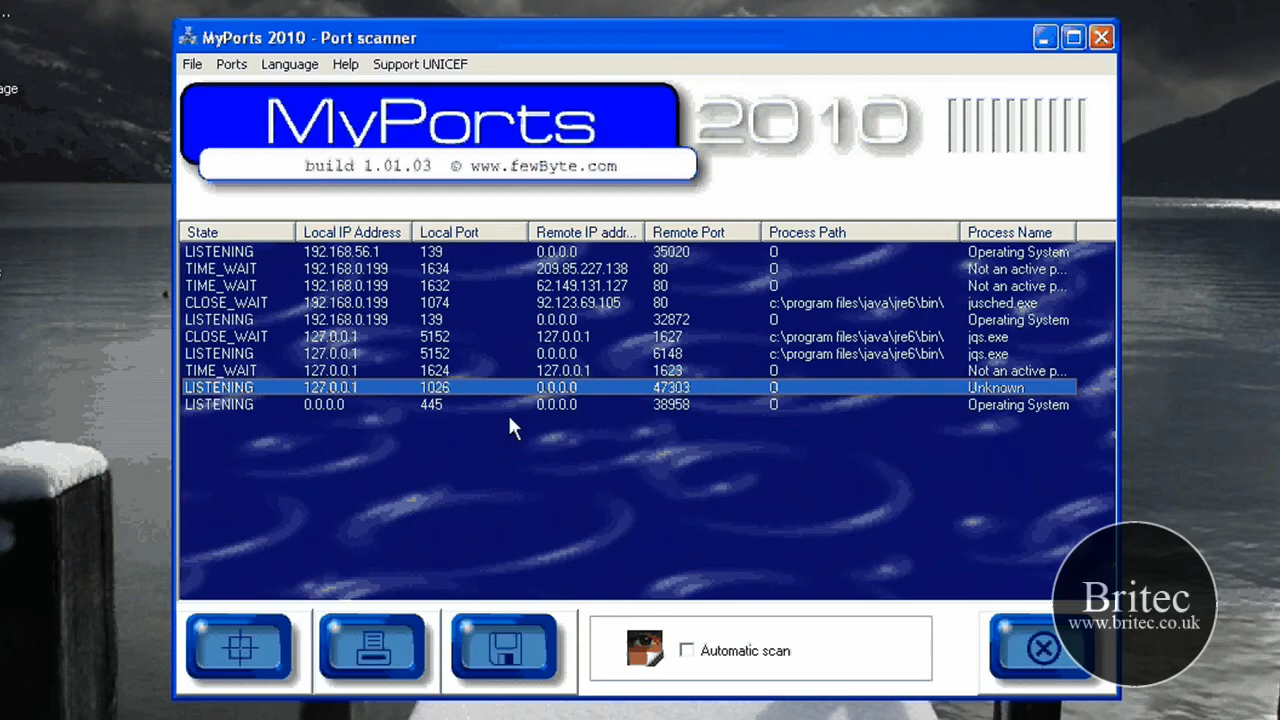 age
MyPorts 2010 - Port scanner
File Ports Language Help Support UNICEF
MyPorts 2010
build 1.01.03 © www.fewByte.com
State Local IP Address Local Port Remote IP addr... Remote Port Process Path Process Name
LISTENING 192.168.56.1 139 0.0.0.0 35020 0 Operating System
TIME_WAIT 192.168.0.199 1634 209.85.227.138 80 0 Not an active p...
TIME_WAIT 192.168.0.199 1632 62.149.131.127 80 0 Not an active p...
CLOSE_WAIT 192.168.0.199 1074 92.123.69.105 80 c:\program files\java\jre6\bin\ jusched.exe
LISTENING 192.168.0.199 139 0.0.0.0 32872 0 Operating System
CLOSE_WAIT 127.0.0.1 5152 127.0.0.1 1627 c:\program files\java\jre6\bin\ jqs.exe
LISTENING 127.0.0.1 5152 0.0.0.0 6148 c:\program files\java\jre6\bin\ jqs.exe
TIME_WAIT 127.0.0.1 1624 127.0.0.1 1623 0 Not an active p...
LISTENING 127.0.0.1 1026 0.0.0.0 47303 0 Unknown
LISTENING 0.0.0.0 445 0.0.0.0 38958 0 Operating System
Automatic scan
Britec
www.britec.co.uk